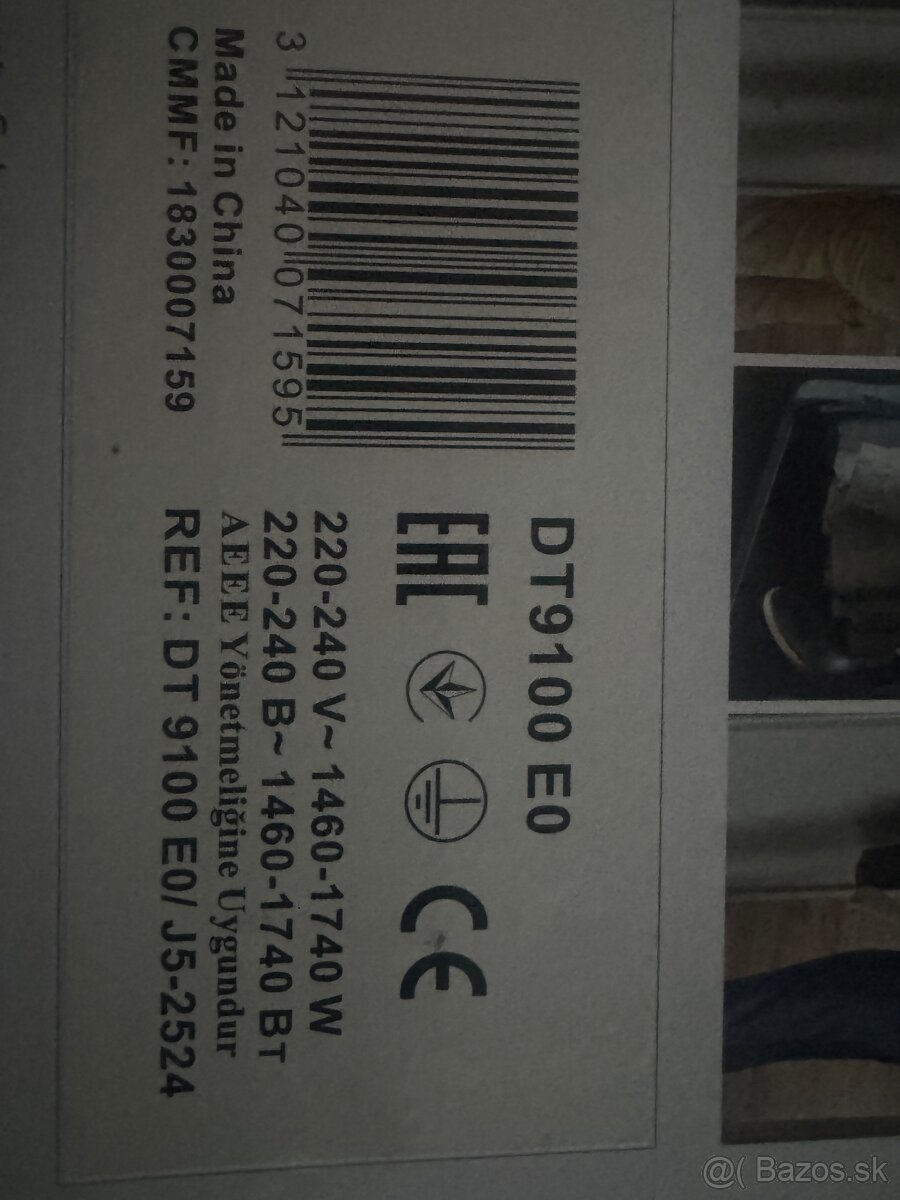 DT9100 E0
EAC
CE
220-240 V~ 1460-1740 W
220-240 В~ 1460-1740 Вт
AEEE Yönetmeliğine Uygundur
REF: DT 9100 E0/ J5-2524
3 121040 071595
Made in China
CMMF: 1830007159
@( Bazos.sk